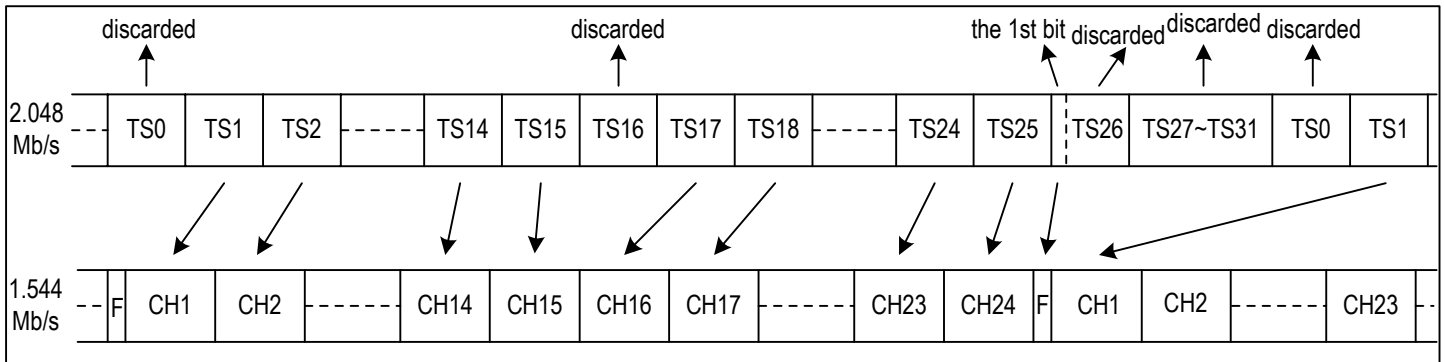 discarded discarded the 1st bit discarded discarded discarded
2.048 Mb/s
TS0 TS1 TS2 TS14 TS15 TS16 TS17 TS18 TS24 TS25 TS26 TS27~TS31 TS0 TS1
1.544 Mb/s
F CH1 CH2 CH14 CH15 CH16 CH17 CH23 CH24 F CH1 CH2 CH23